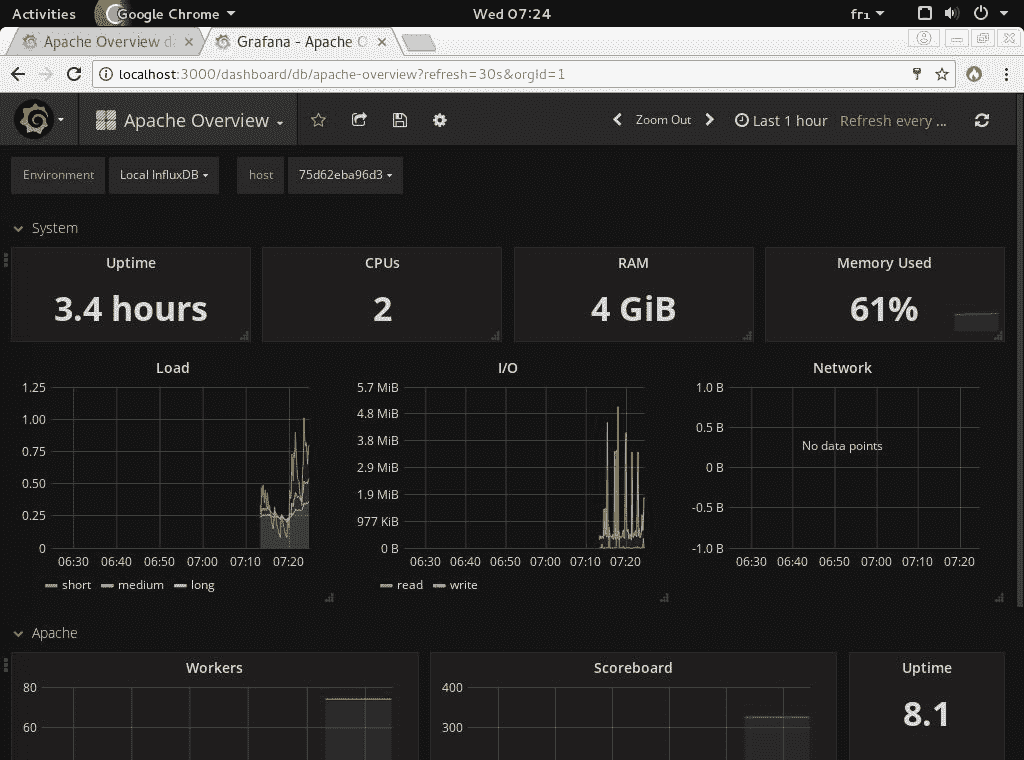 Activities Google Chrome Wed 07:24 fr1
Apache Overview d Grafana - Apache O
localhost:3000/dashboard/db/apache-overview?refresh=30s&orgId=1
Apache Overview Zoom Out Last 1 hour Refresh every ...
Environment Local InfluxDB host 75d62eba96d3
System
Uptime CPUs RAM Memory Used
3.4 hours 2 4 GiB 61%
Load
1.25
1.00
0.75
0.50
0.25
0
06:30 06:40 06:50 07:00 07:10 07:20
short medium long
I/O
5.7 MiB
4.8 MiB
3.8 MiB
2.9 MiB
1.9 MiB
977 KiB
0 B
06:30 06:40 06:50 07:00 07:10 07:20
read write
Network
1.0 B
0.5 B
0 B
-0.5 B
-1.0 B
No data points
06:30 06:40 06:50 07:00 07:10 07:20
Apache
Workers
80
60
Scoreboard
400
300
Uptime
8.1